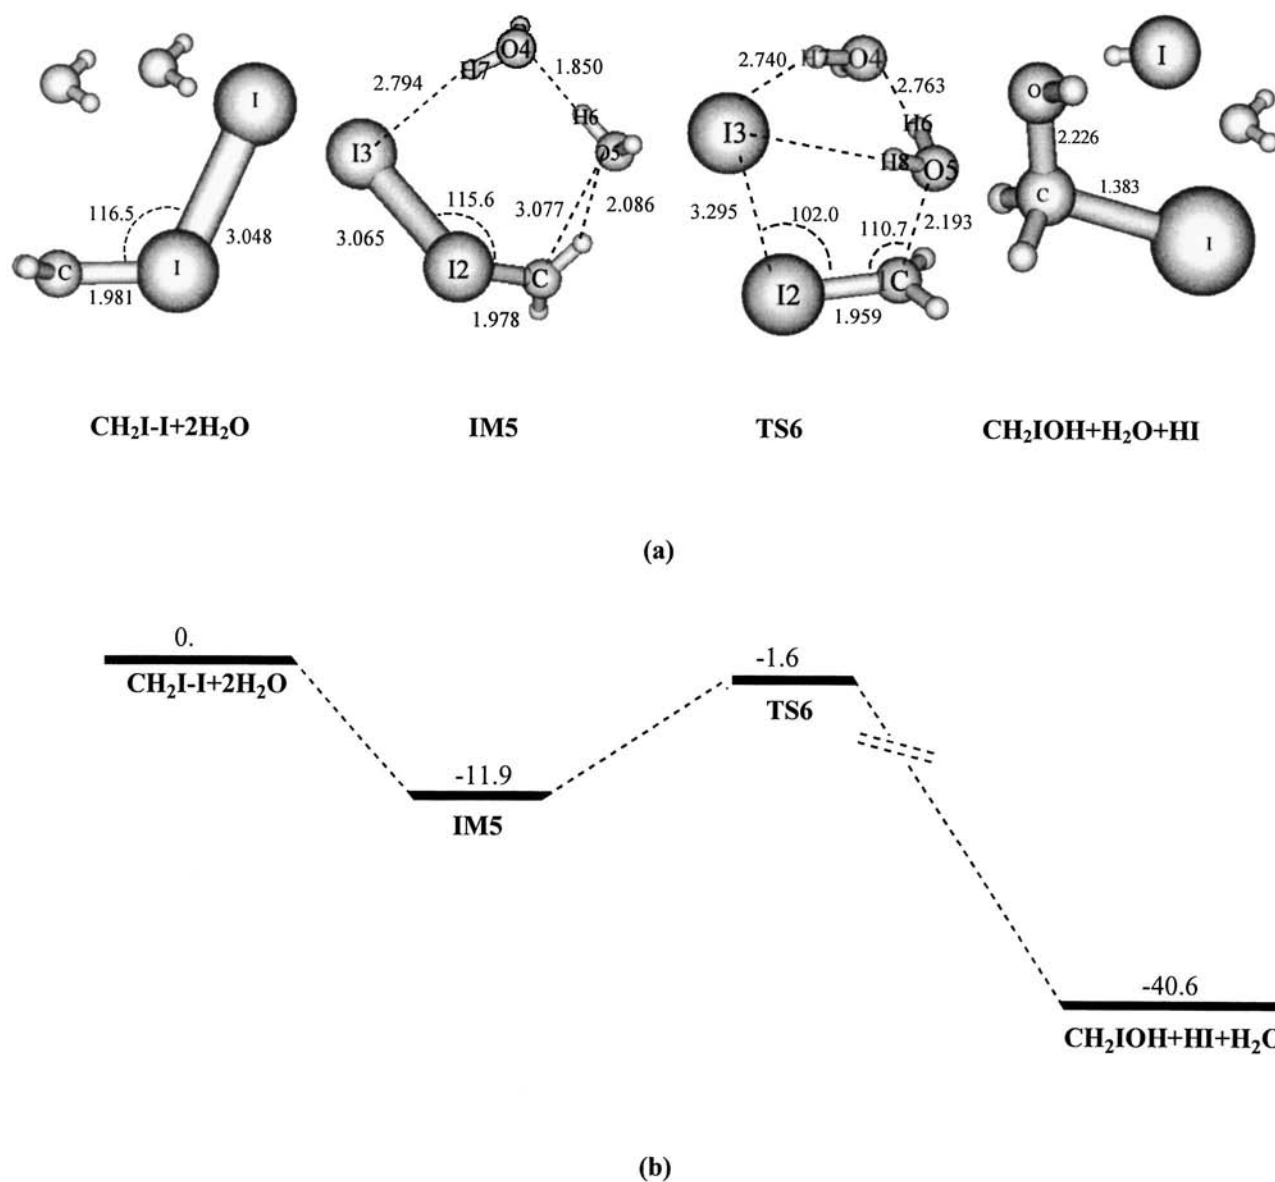 I
116.5
3.048
C
I
1.981
O4
H7
1.850
2.794
H6
I3
O5
115.6
3.077
2.086
3.065
I2
C
1.978
H7
O4
2.740
2.763
I3
H6
H8
O5
3.295
102.0
110.7
2.193
I2
C
1.959
I
O
2.226
C
1.383
I
CH₂I-I+2H₂O
IM5
TS6
CH₂IOH+H₂O+HI
(a)
0.
CH₂I-I+2H₂O
-1.6
TS6
-11.9
IM5
-40.6
CH₂IOH+HI+H₂O
(b)